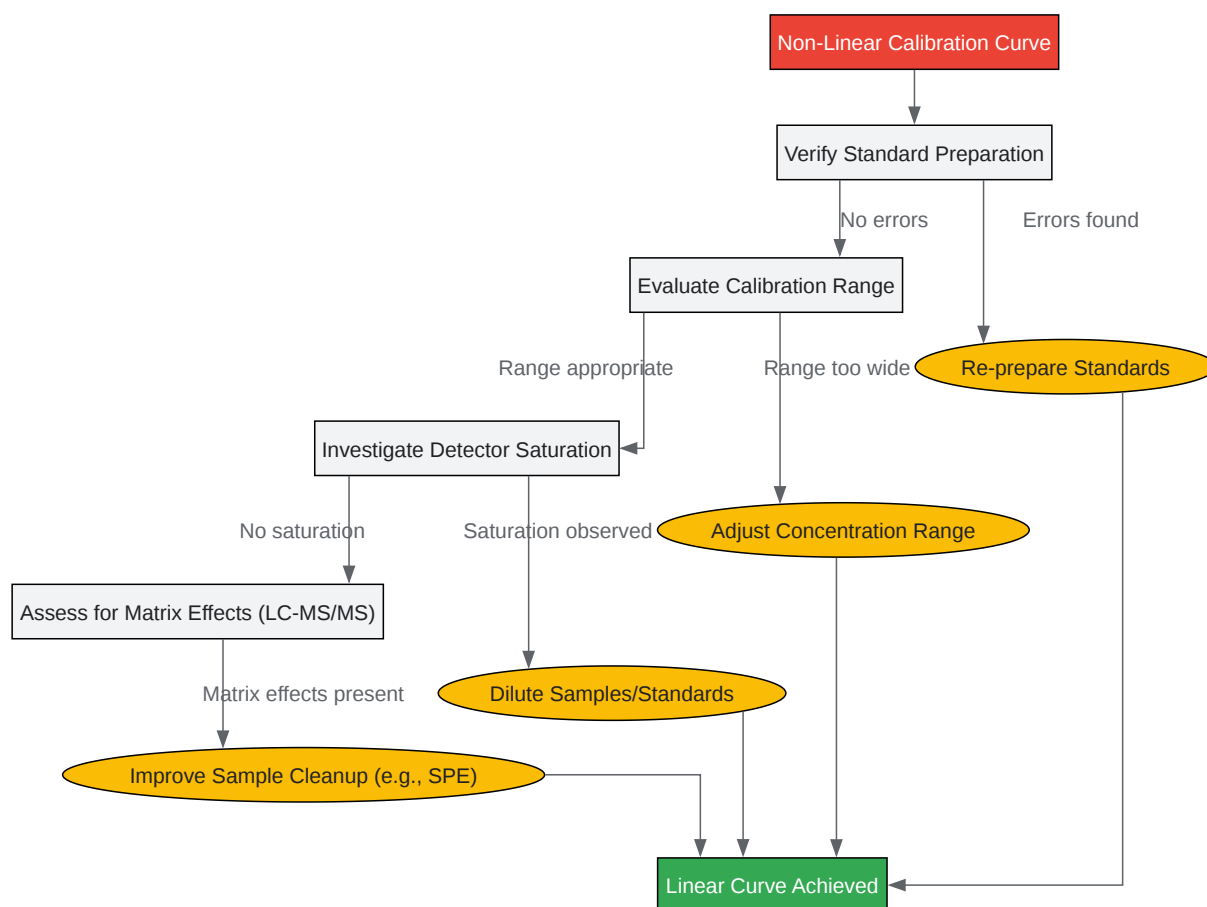 Non-Linear Calibration Curve
Verify Standard Preparation
No errors
Errors found
Evaluate Calibration Range
Range appropriate
Range too wide
Re-prepare Standards
Investigate Detector Saturation
No saturation
Saturation observed
Adjust Concentration Range
Assess for Matrix Effects (LC-MS/MS)
Matrix effects present
Dilute Samples/Standards
Improve Sample Cleanup (e.g., SPE)
Linear Curve Achieved